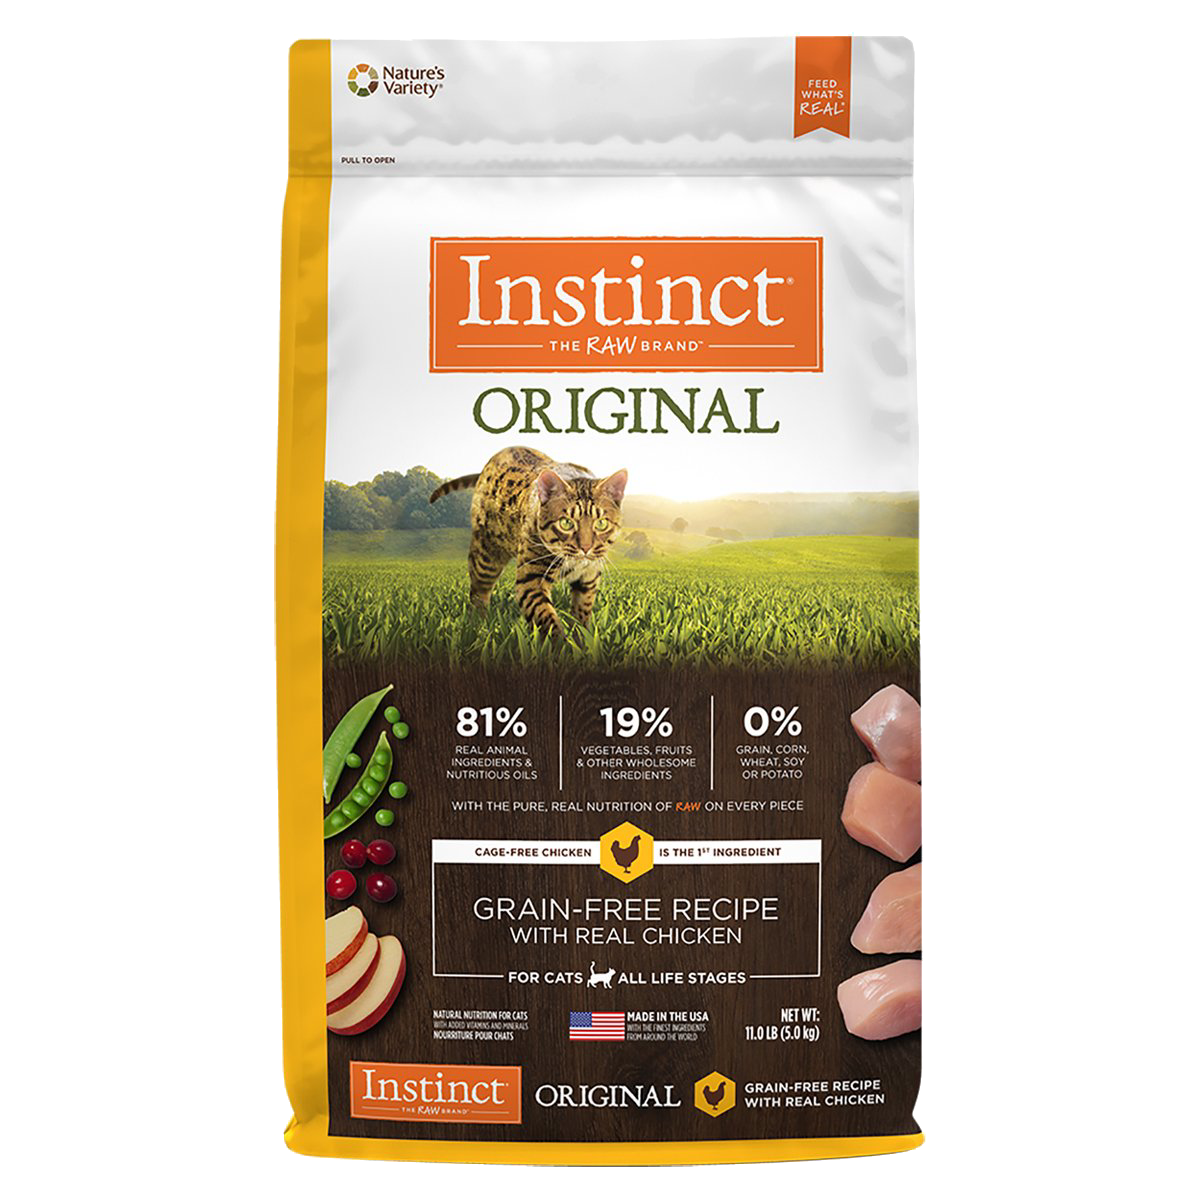 Nature's
Variety®
FEED
WHAT'S
REAL®
PULL TO OPEN
Instinct®
THE RAW BRAND™
ORIGINAL
81%
REAL ANIMAL
INGREDIENTS &
NUTRITIOUS OILS
19%
VEGETABLES, FRUITS
& OTHER WHOLESOME
INGREDIENTS
0%
GRAIN, CORN,
WHEAT, SOY
OR POTATO
WITH THE PURE, REAL NUTRITION OF RAW ON EVERY PIECE
CAGE-FREE CHICKEN IS THE 1ST INGREDIENT
GRAIN-FREE RECIPE
WITH REAL CHICKEN
FOR CATS ALL LIFE STAGES
NATURAL NUTRITION FOR CATS
WITH ADDED VITAMINS AND MINERALS
NOURRITURE POUR CHATS
MADE IN THE USA
WITH THE FINEST INGREDIENTS
FROM AROUND THE WORLD
NET WT:
11.0 LB (5.0 kg)
Instinct®
THE RAW BRAND™
ORIGINAL
GRAIN-FREE RECIPE
WITH REAL CHICKEN